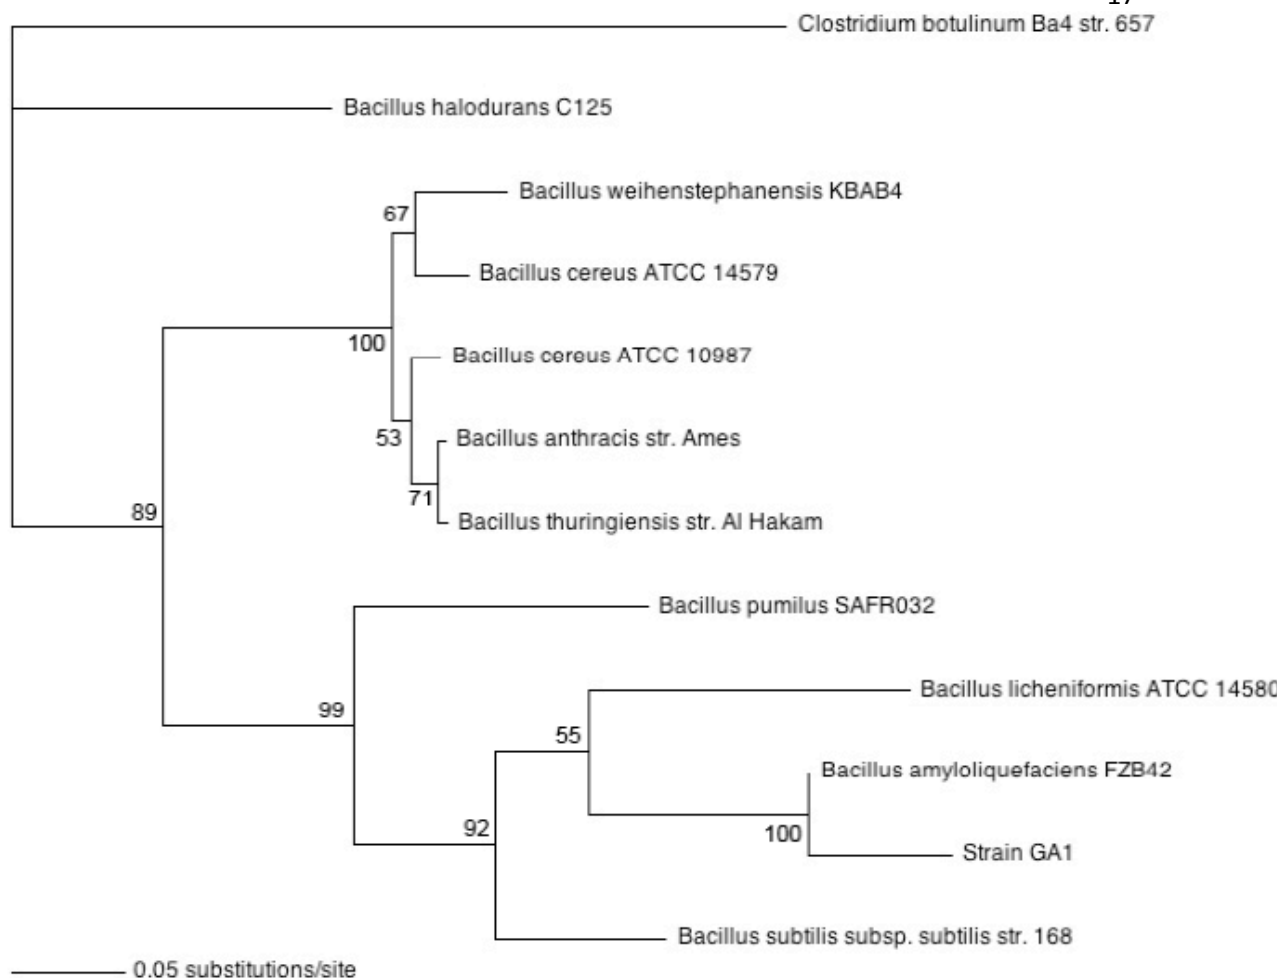 17
Clostridium botulinum Ba4 str. 657
Bacillus halodurans C125
Bacillus weihenstephanensis KBAB4
67
Bacillus cereus ATCC 14579
100
Bacillus cereus ATCC 10987
53
Bacillus anthracis str. Ames
71
Bacillus thuringiensis str. Al Hakam
89
Bacillus pumilus SAFR032
99
Bacillus licheniformis ATCC 14580
55
Bacillus amyloliquefaciens FZB42
92
100
Strain GA1
Bacillus subtilis subsp. subtilis str. 168
0.05 substitutions/site